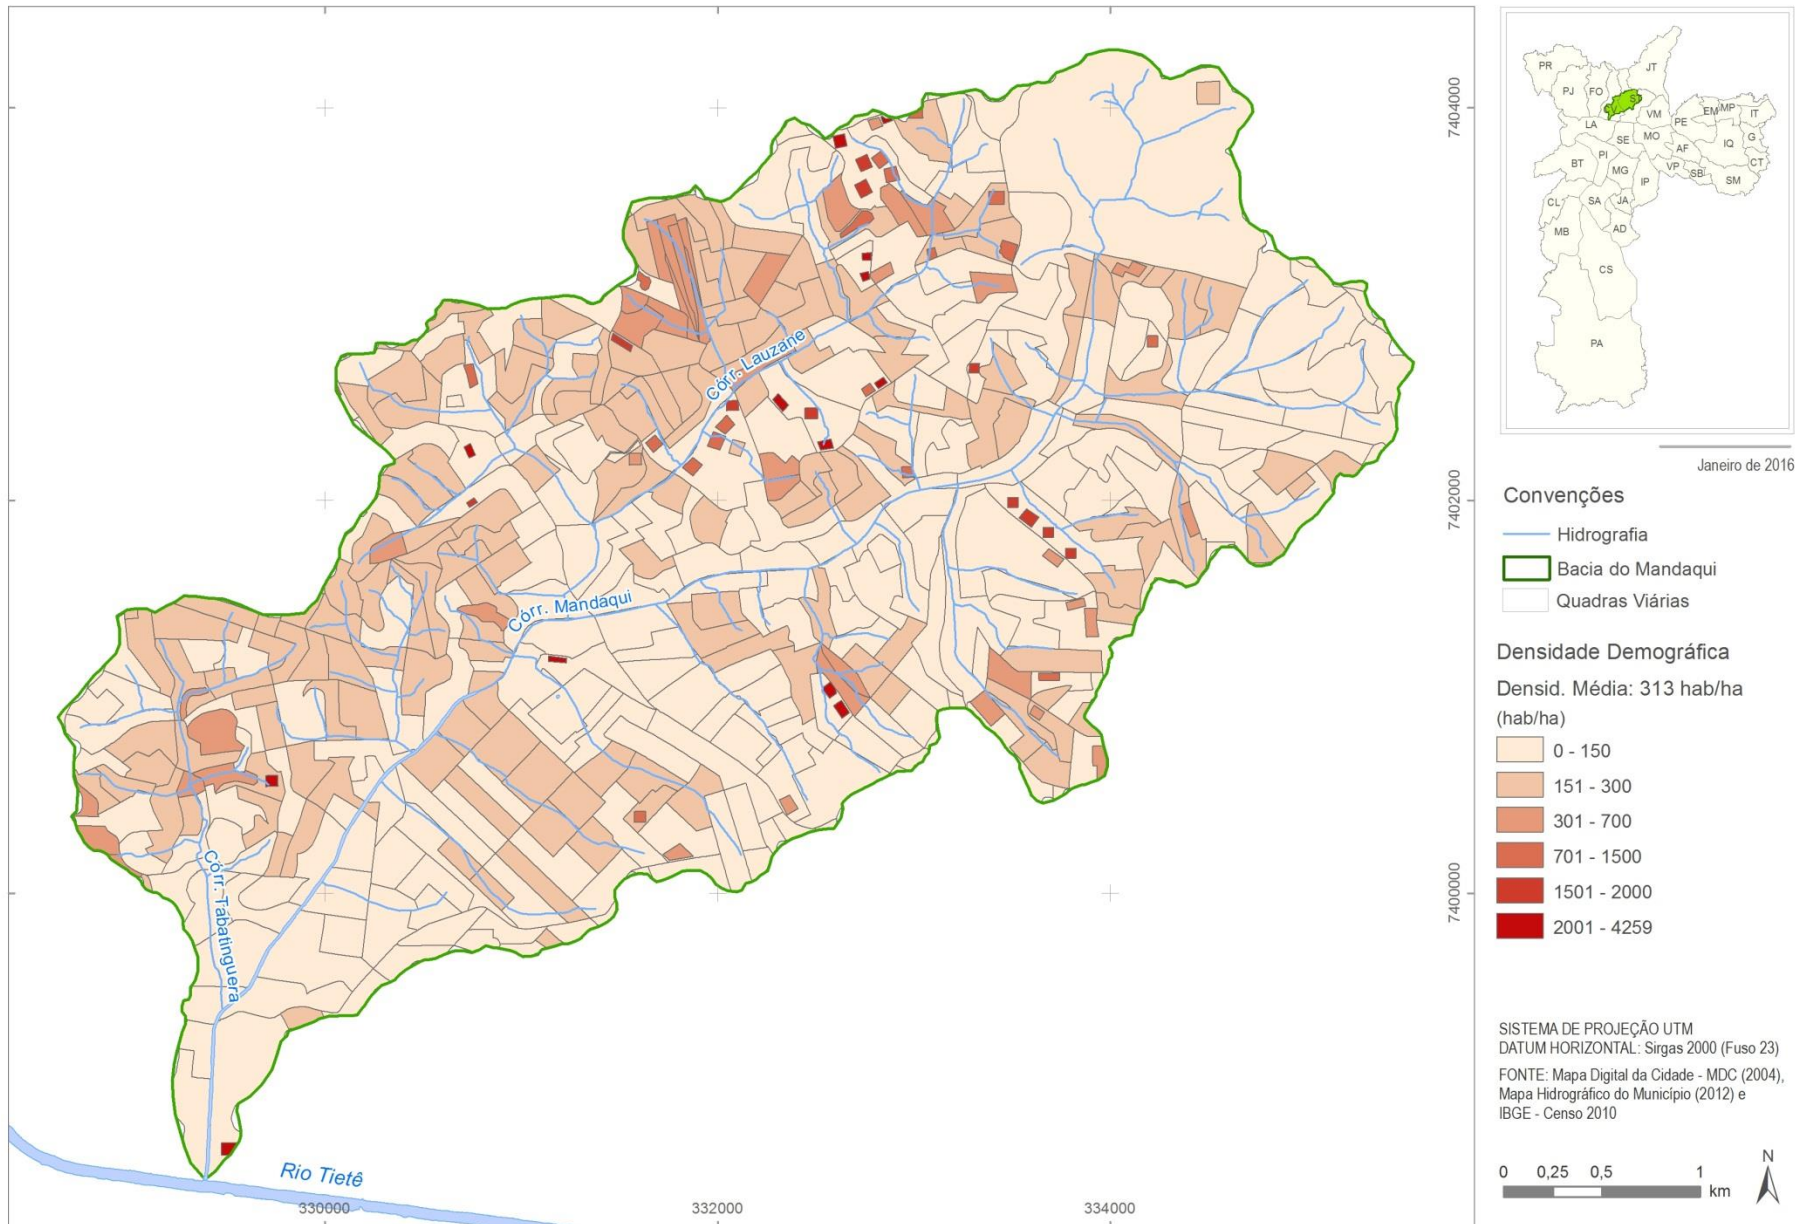 7404000
7402000
7400000
330000
332000
334000
Córr. Lauzane
Córr. Mandaqui
Córr. Tabatinguera
Rio Tietê
PR
JT
PJ
FO
ST
VM
LA
PE
EM
MP
IT
SE
MO
G
AF
IQ
BT
PI
MG
IP
VP
SB
CT
SM
CL
SA
JA
MB
AD
CS
PA
Janeiro de 2016
Convenções
Hidrografia
Bacia do Mandaqui
Quadras Viárias
Densidade Demográfica
Densid. Média: 313 hab/ha
(hab/ha)
0 - 150
151 - 300
301 - 700
701 - 1500
1501 - 2000
2001 - 4259
SISTEMA DE PROJEÇÃO UTM
DATUM HORIZONTAL: Sirgas 2000 (Fuso 23)
FONTE: Mapa Digital da Cidade - MDC (2004),
Mapa Hidrográfico do Município (2012) e
IBGE - Censo 2010
N
0 0,25 0,5 1
km